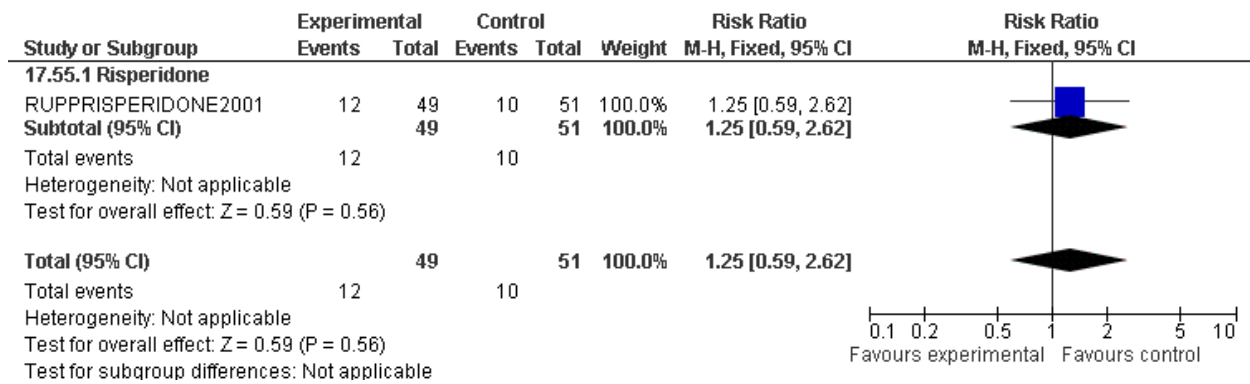 Experimental Control Risk Ratio Risk Ratio
Study or Subgroup Events Total Events Total Weight M-H, Fixed, 95% CI M-H, Fixed, 95% CI
17.55.1 Risperidone
RUPPRISPERIDONE2001 12 49 10 51 100.0% 1.25 [0.59, 2.62]
Subtotal (95% CI) 49 51 100.0% 1.25 [0.59, 2.62]
Total events 12 10
Heterogeneity: Not applicable
Test for overall effect: Z = 0.59 (P = 0.56)
Total (95% CI) 49 51 100.0% 1.25 [0.59, 2.62]
Total events 12 10
Heterogeneity: Not applicable
Test for overall effect: Z = 0.59 (P = 0.56)
Test for subgroup differences: Not applicable
0.1 0.2 0.5 1 2 5 10
Favours experimental Favours control